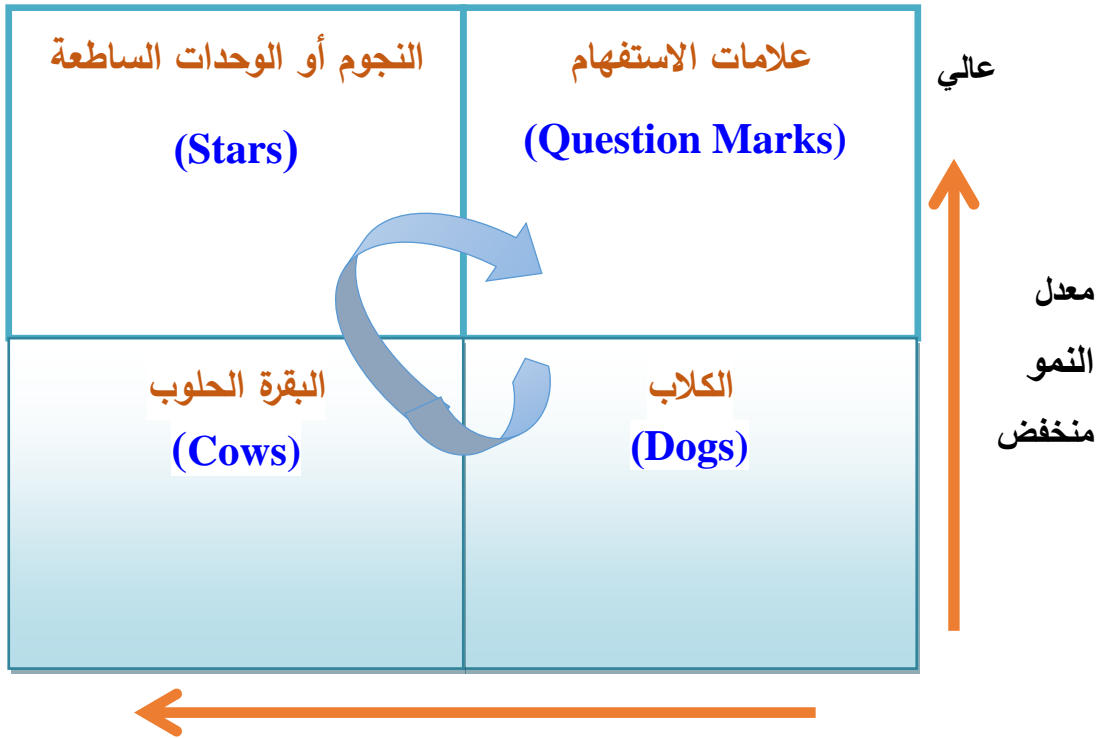 علامات الاستفهام
(Question Marks)
النجوم أو الوحدات الساطعة
(Stars)
عالي
معدل
النمو
منخفض
الكلاب
(Dogs)
البقرة الحلوب
(Cows)